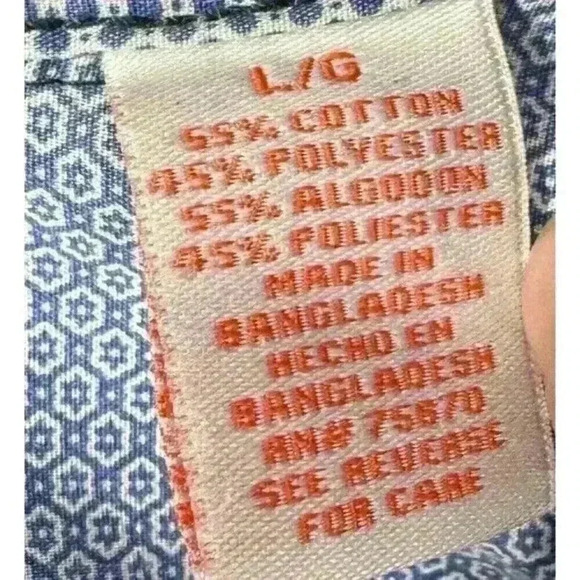 L/G
55% COTTON
45% POLYESTER
55% ALGODON
45% POLIESTER
MADE IN
BANGLADESH
HECHO EN
BANGLADESH
RN# 75870
SEE REVERSE
FOR CARE